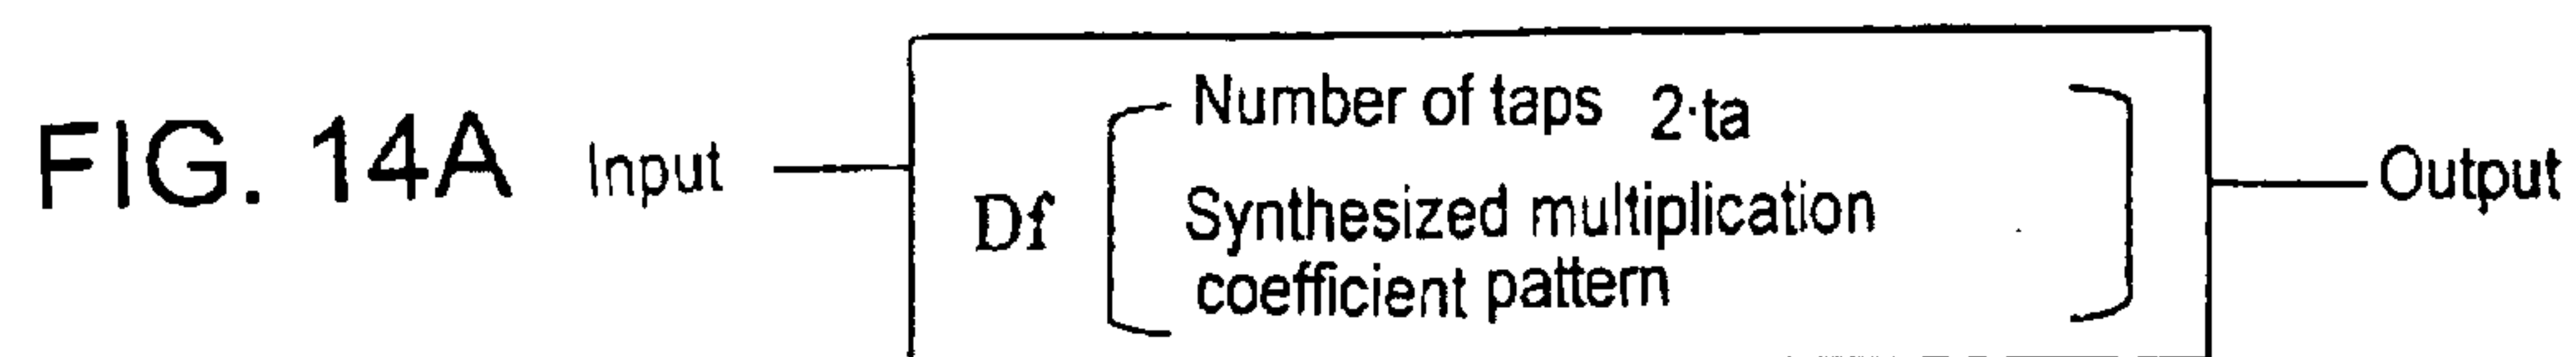 FIG. 14A
Input
Df
Number of taps 2·ta
Synthesized multiplication
coefficient pattern
Output